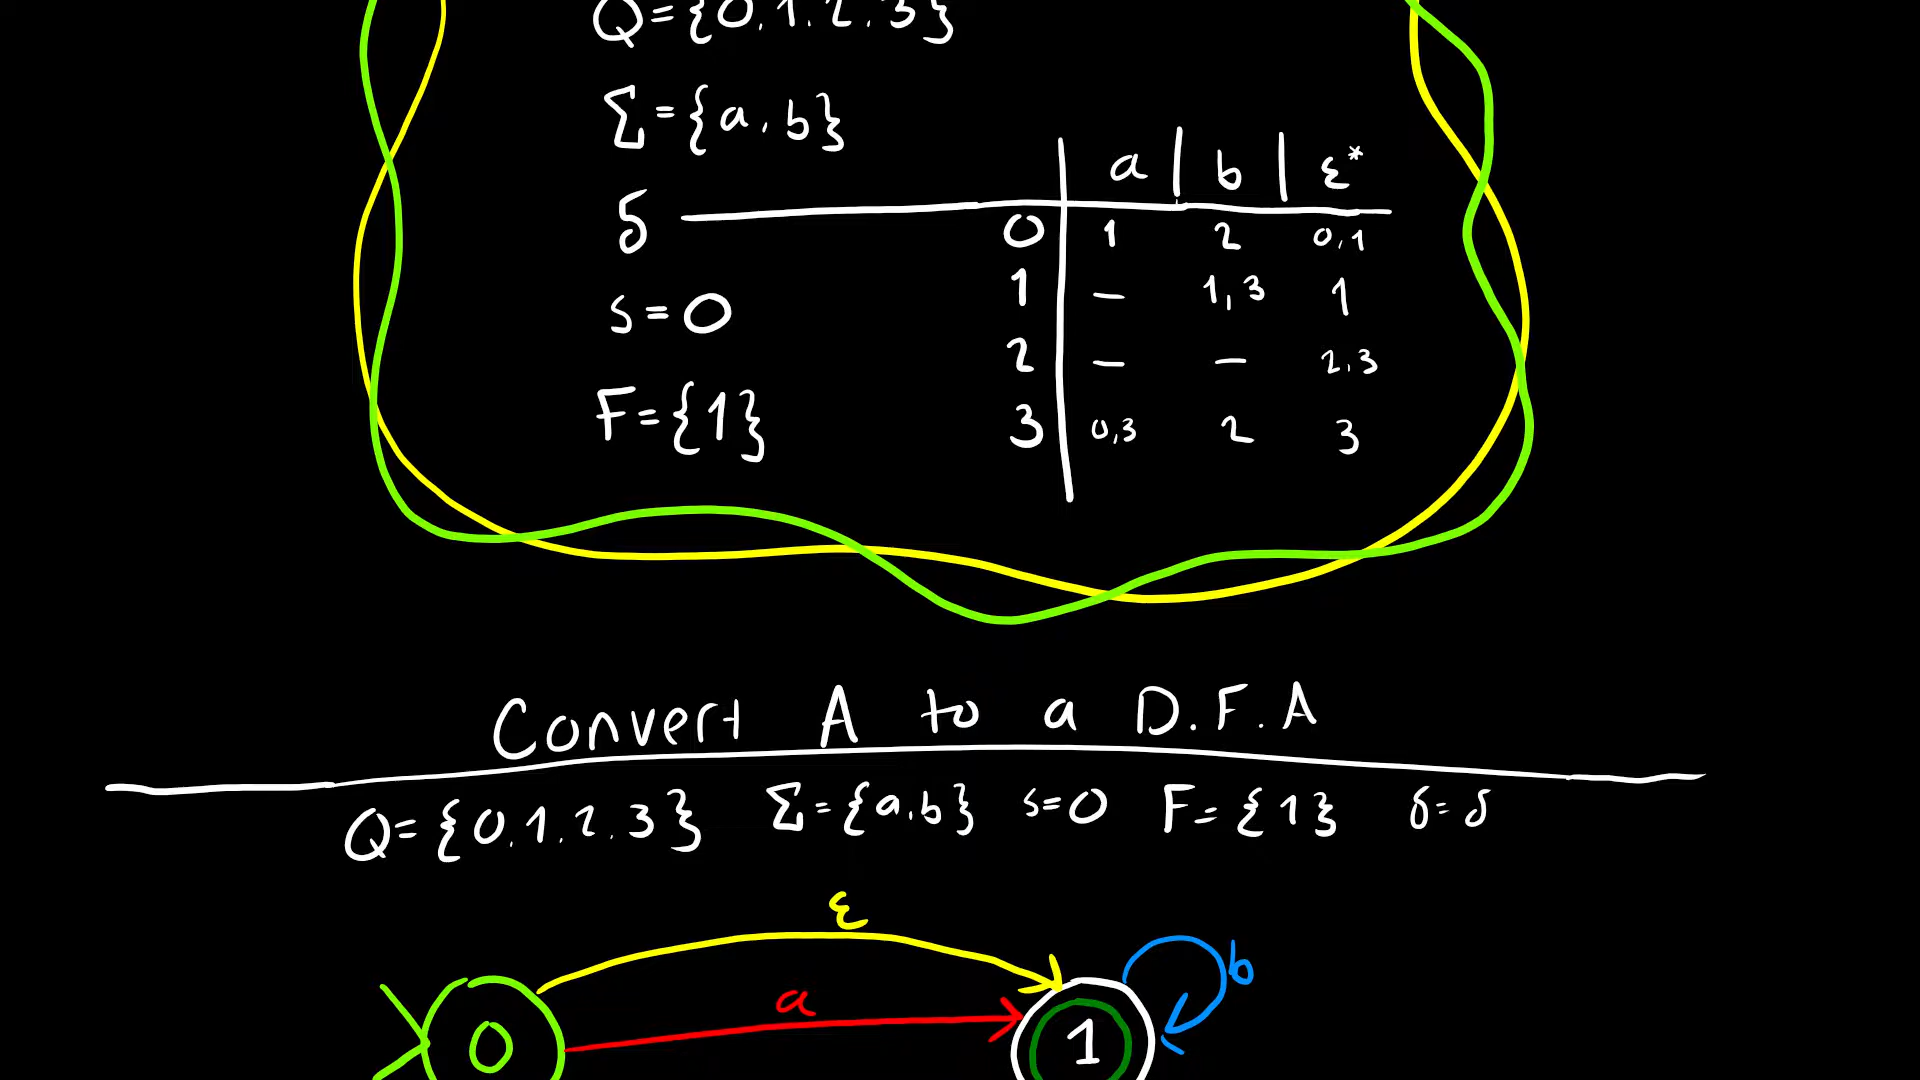 Q={0,1,2,3}
Σ={a,b}
a | b | ε*
δ
0 1 2 0,1
1 — 1,3 1
s=0
2 — — 2,3
F={1}
3 0,3 2 3
Convert A to a D.F.A
Q={0,1,2,3} Σ={a,b} s=0 F={1} δ=δ
ε
b
a
0
1